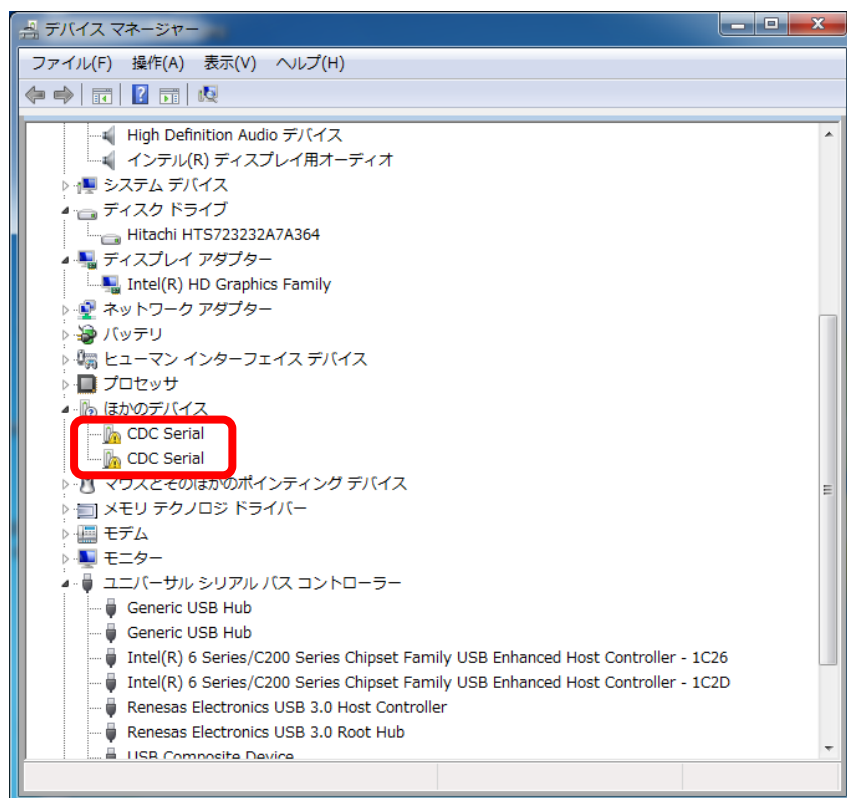 デバイス マネージャー
ファイル(F) 操作(A) 表示(V) ヘルプ(H)
High Definition Audio デバイス
インテル(R) ディスプレイ用オーディオ
システム デバイス
ディスク ドライブ
Hitachi HTS723232A7A364
ディスプレイ アダプター
Intel(R) HD Graphics Family
ネットワーク アダプター
バッテリ
ヒューマン インターフェイス デバイス
プロセッサ
ほかのデバイス
CDC Serial
CDC Serial
マウスとそのほかのポインティング デバイス
メモリ テクノロジ ドライバー
モデム
モニター
ユニバーサル シリアル バス コントローラー
Generic USB Hub
Generic USB Hub
Intel(R) 6 Series/C200 Series Chipset Family USB Enhanced Host Controller - 1C26
Intel(R) 6 Series/C200 Series Chipset Family USB Enhanced Host Controller - 1C2D
Renesas Electronics USB 3.0 Host Controller
Renesas Electronics USB 3.0 Root Hub
USB Composite Device